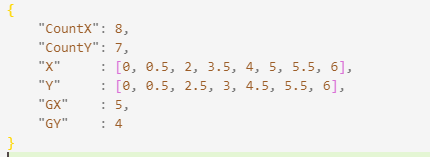 {
"CountX": 8,
"CountY": 7,
"X"     : [0, 0.5, 2, 3.5, 4, 5, 5.5, 6],
"Y"     : [0, 0.5, 2.5, 3, 4.5, 5.5, 6],
"GX"    : 5,
"GY"    : 4
}